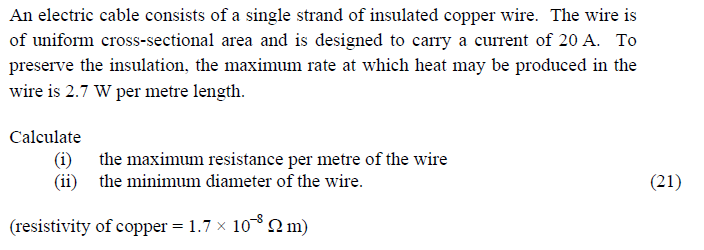 An electric cable consists of a single strand of insulated copper wire. The wire is
of uniform cross-sectional area and is designed to carry a current of 20 A. To
preserve the insulation, the maximum rate at which heat may be produced in the
wire is 2.7 W per metre length.
Calculate
(i) the maximum resistance per metre of the wire
(ii) the minimum diameter of the wire. (21)
(resistivity of copper = 1.7 × 10⁻⁸ Ω m)